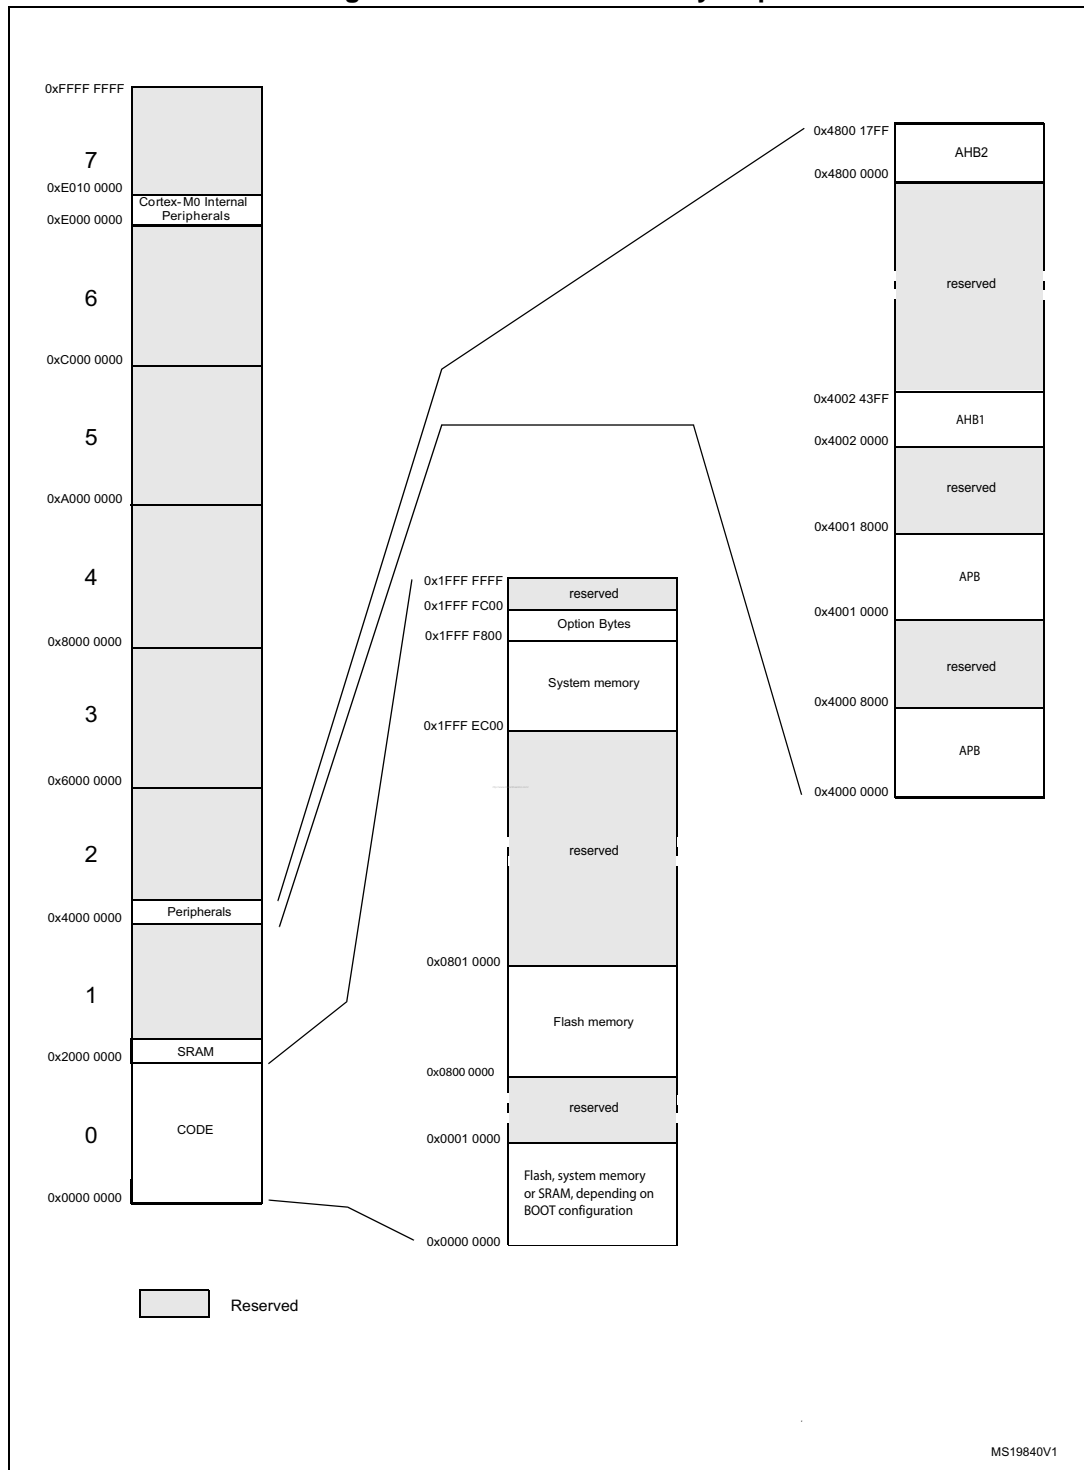 0xFFFF FFFF
7
0xE010 0000
Cortex-M0 Internal
Peripherals
0xE000 0000
6
0xC000 0000
5
0xA000 0000
4
0x8000 0000
3
0x6000 0000
2
Peripherals
0x4000 0000
1
SRAM
0x2000 0000
CODE
0
0x0000 0000
0x1FFF FFFF
reserved
0x1FFF FC00
Option Bytes
0x1FFF F800
System memory
0x1FFF EC00
reserved
0x0801 0000
Flash memory
0x0800 0000
reserved
0x0001 0000
Flash, system memory
or SRAM, depending on
BOOT configuration
0x0000 0000
0x4800 17FF
AHB2
0x4800 0000
reserved
0x4002 43FF
AHB1
0x4002 0000
reserved
0x4001 8000
APB
0x4001 0000
reserved
0x4000 8000
APB
0x4000 0000
Reserved
MS19840V1